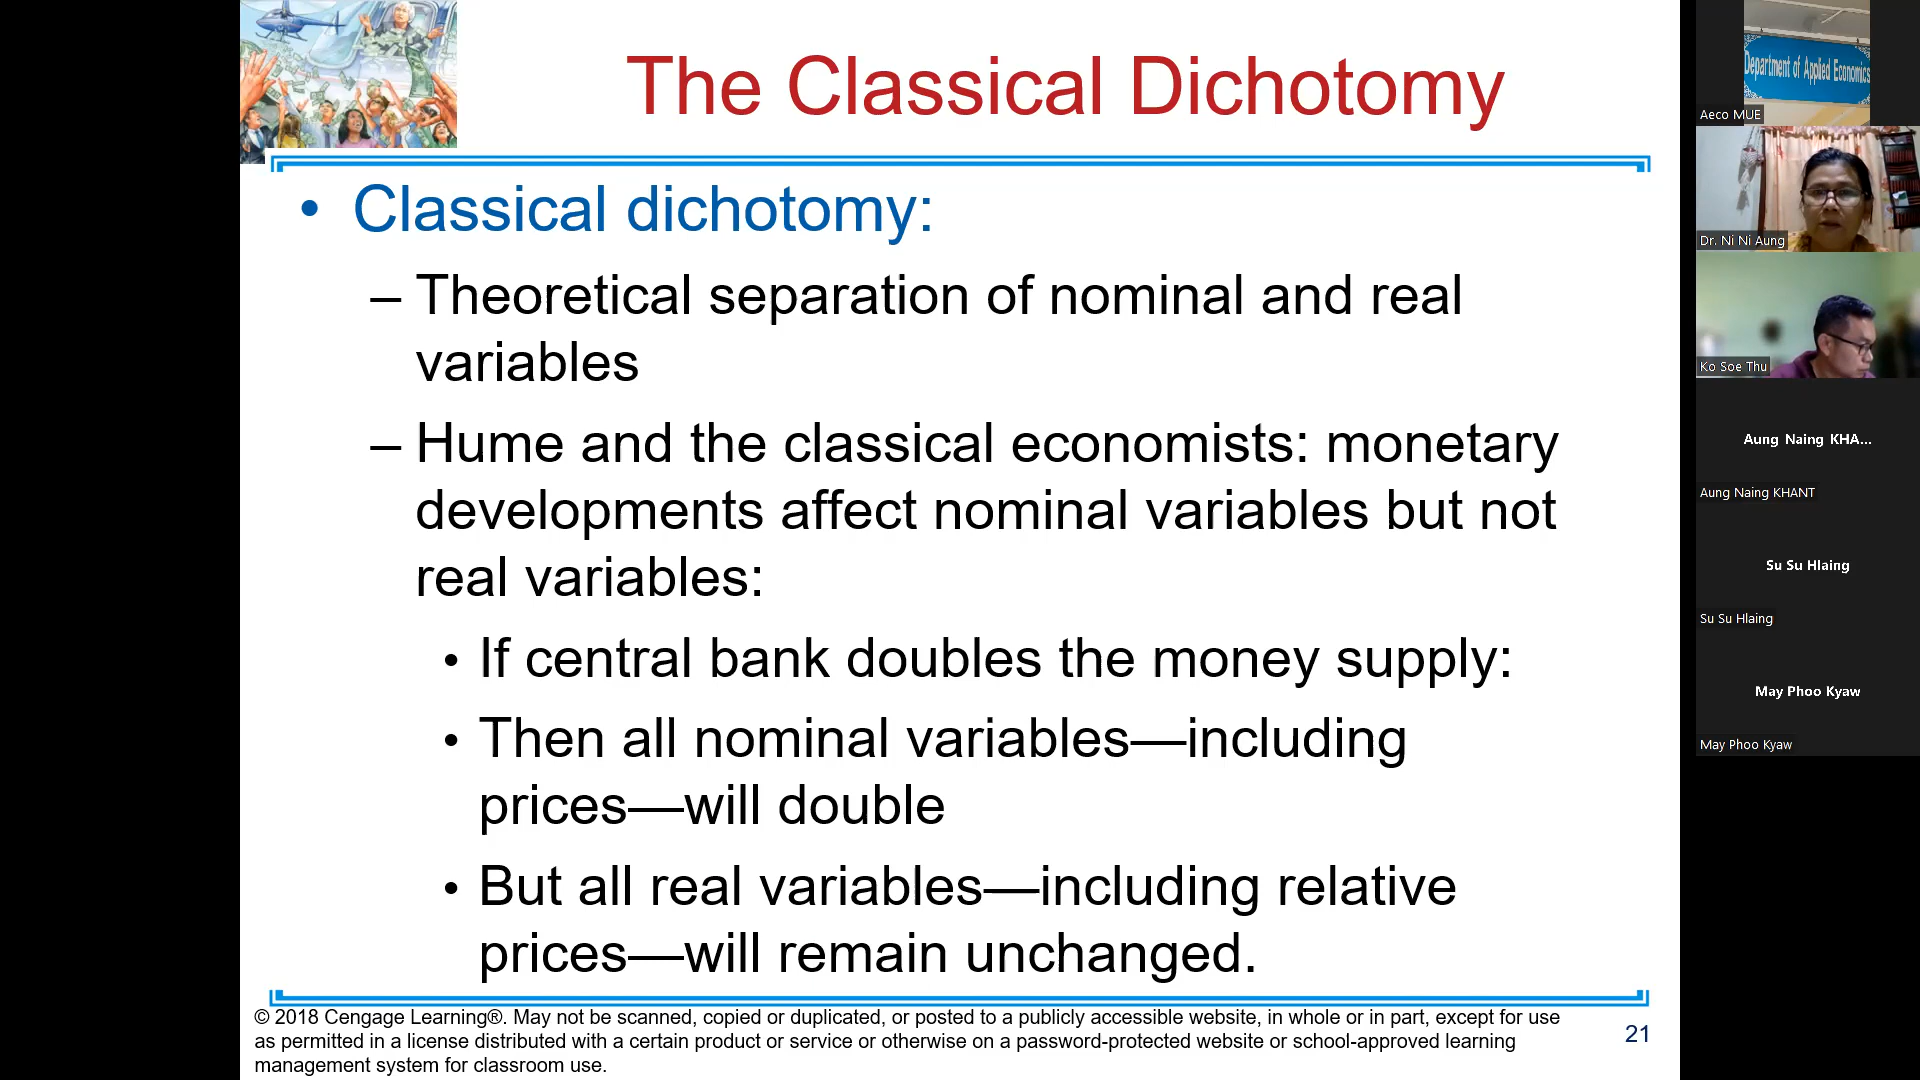 The Classical Dichotomy
• Classical dichotomy:
– Theoretical separation of nominal and real
variables
– Hume and the classical economists: monetary
developments affect nominal variables but not
real variables:
• If central bank doubles the money supply:
• Then all nominal variables—including
prices—will double
• But all real variables—including relative
prices—will remain unchanged.
© 2018 Cengage Learning®. May not be scanned, copied or duplicated, or posted to a publicly accessible website, in whole or in part, except for use
as permitted in a license distributed with a certain product or service or otherwise on a password-protected website or school-approved learning
management system for classroom use.
21
Department of Applied Economics
Aeco MUE
Dr. Ni Ni Aung
Ko Soe Thu
Aung Naing KHA...
Aung Naing KHANT
Su Su Hlaing
Su Su Hlaing
May Phoo Kyaw
May Phoo Kyaw